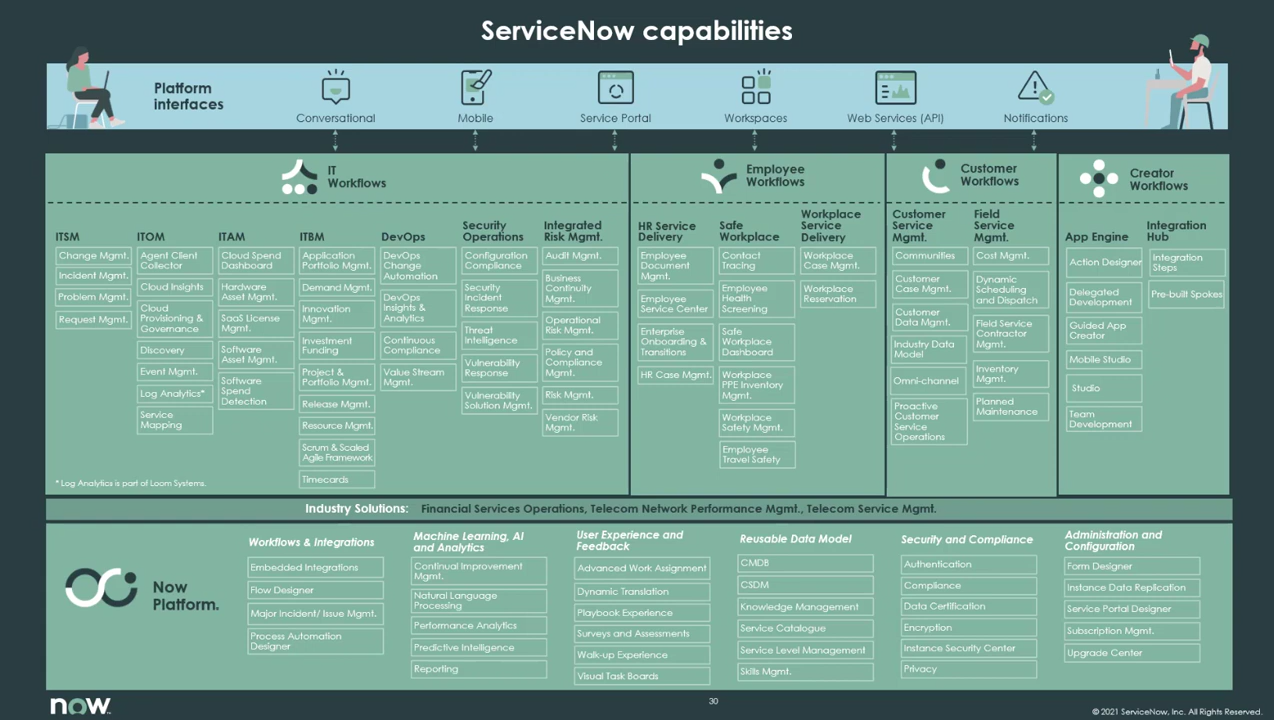 ServiceNow capabilities
Platform
interfaces
Conversational
Mobile
Service Portal
Workspaces
Web Services (API)
Notifications
IT
Workflows
Employee
Workflows
Customer
Workflows
Creator
Workflows
ITSM
Change Mgmt.
Incident Mgmt.
Problem Mgmt.
Request Mgmt.
ITOM
Agent Client
Collector
Cloud Insights
Cloud
Provisioning &
Governance
Discovery
Event Mgmt.
Log Analytics*
Service
Mapping
ITAM
Cloud Spend
Dashboard
Hardware
Asset Mgmt.
SaaS License
Mgmt.
Software
Asset Mgmt.
Software
Spend
Detection
ITBM
Application
Portfolio Mgmt.
Demand Mgmt.
Innovation
Mgmt.
Investment
Funding
Project &
Portfolio Mgmt.
Release Mgmt.
Resource Mgmt.
Scrum & Scaled
Agile Framework
Timecards
DevOps
DevOps
Change
Automation
DevOps
Insights &
Analytics
Continuous
Compliance
Value Stream
Mgmt.
Security
Operations
Configuration
Compliance
Security
Incident
Response
Threat
Intelligence
Vulnerability
Response
Vulnerability
Solution Mgmt.
Integrated
Risk Mgmt.
Audit Mgmt.
Business
Continuity
Mgmt.
Operational
Risk Mgmt.
Policy and
Compliance
Mgmt.
Risk Mgmt.
Vendor Risk
Mgmt.
* Log Analytics is part of Loom Systems.
HR Service
Delivery
Employee
Document
Mgmt.
Employee
Service Center
Enterprise
Onboarding &
Transitions
HR Case Mgmt.
Safe
Workplace
Contact
Tracing
Employee
Health
Screening
Safe
Workplace
Dashboard
Workplace
PPE Inventory
Mgmt.
Workplace
Safety Mgmt.
Employee
Travel Safety
Workplace
Service
Delivery
Workplace
Case Mgmt.
Workplace
Reservation
Customer
Service
Mgmt.
Communities
Customer
Case Mgmt.
Customer
Data Mgmt.
Industry Data
Model
Omni-channel
Proactive
Customer
Service
Operations
Field
Service
Mgmt.
Cost Mgmt.
Dynamic
Scheduling
and Dispatch
Field Service
Contractor
Mgmt.
Inventory
Mgmt.
Planned
Maintenance
App Engine
Action Designer
Delegated
Development
Guided App
Creator
Mobile Studio
Studio
Team
Development
Integration
Hub
Integration
Steps
Pre-built Spokes
Industry Solutions: Financial Services Operations, Telecom Network Performance Mgmt., Telecom Service Mgmt.
Now
Platform.
Workflows & Integrations
Embedded Integrations
Flow Designer
Major Incident/ Issue Mgmt.
Process Automation
Designer
Machine Learning, AI
and Analytics
Continual Improvement
Mgmt.
Natural Language
Processing
Performance Analytics
Predictive Intelligence
Reporting
User Experience and
Feedback
Advanced Work Assignment
Dynamic Translation
Playbook Experience
Surveys and Assessments
Walk-up Experience
Visual Task Boards
Reusable Data Model
CMDB
CSDM
Knowledge Management
Service Catalogue
Service Level Management
Skills Mgmt.
Security and Compliance
Authentication
Compliance
Data Certification
Encryption
Instance Security Center
Privacy
Administration and
Configuration
Form Designer
Instance Data Replication
Service Portal Designer
Subscription Mgmt.
Upgrade Center
now
30
© 2021 ServiceNow, Inc. All Rights Reserved.